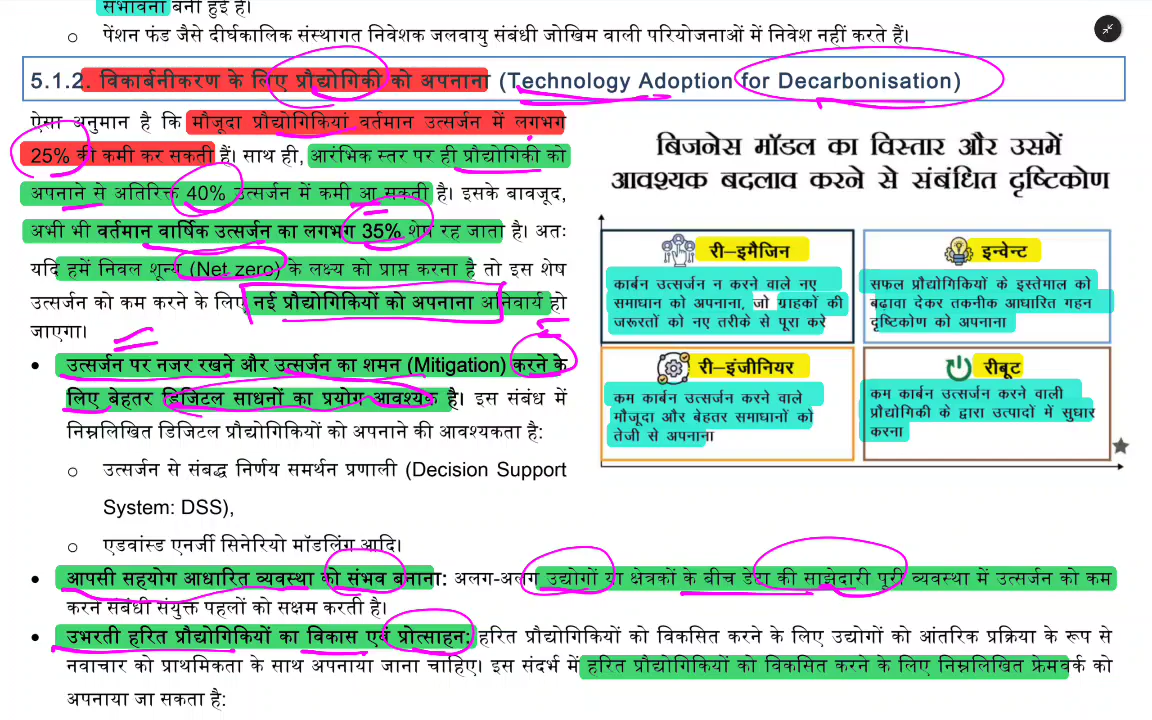 संभावना बनी हुई है।
○ पेंशन फंड जैसे दीर्घकालिक संस्थागत निवेशक जलवायु संबंधी जोखिम वाली परियोजनाओं में निवेश नहीं करते हैं।
5.1.2. विकार्बनीकरण के लिए प्रौद्योगिकी को अपनाना (Technology Adoption for Decarbonisation)
ऐसा अनुमान है कि मौजूदा प्रौद्योगिकियां वर्तमान उत्सर्जन में लगभग
25% की कमी कर सकती हैं। साथ ही, आरंभिक स्तर पर ही प्रौद्योगिकी को
अपनाने से अतिरिक्त 40% उत्सर्जन में कमी आ सकती है। इसके बावजूद,
अभी भी वर्तमान वार्षिक उत्सर्जन का लगभग 35% शेष रह जाता है। अतः
यदि हमें निवल शून्य (Net zero) के लक्ष्य को प्राप्त करना है तो इस शेष
उत्सर्जन को कम करने के लिए नई प्रौद्योगिकियों को अपनाना अनिवार्य हो
जाएगा।
• उत्सर्जन पर नजर रखने और उत्सर्जन का शमन (Mitigation) करने के
लिए बेहतर डिजिटल साधनों का प्रयोग आवश्यक है। इस संबंध में
निम्नलिखित डिजिटल प्रौद्योगिकियों को अपनाने की आवश्यकता है:
○ उत्सर्जन से संबद्ध निर्णय समर्थन प्रणाली (Decision Support
System: DSS),
○ एडवांस्ड एनर्जी सिनेरियो मॉडलिंग आदि।
बिजनेस मॉडल का विस्तार और उसमें
आवश्यक बदलाव करने से संबंधित दृष्टिकोण
री-इमैजिन
कार्बन उत्सर्जन न करने वाले नए
समाधान को अपनाना, जो ग्राहकों की
जरूरतों को नए तरीके से पूरा करे
इन्वेन्ट
सफल प्रौद्योगिकियों के इस्तेमाल को
बढ़ावा देकर तकनीक आधारित गहन
दृष्टिकोण को अपनाना
री-इंजीनियर
कम कार्बन उत्सर्जन करने वाले
मौजूदा और बेहतर समाधानों को
तेजी से अपनाना
रीबूट
कम कार्बन उत्सर्जन करने वाली
प्रौद्योगिकी के द्वारा उत्पादों में सुधार
करना
• आपसी सहयोग आधारित व्यवस्था को संभव बनाना: अलग-अलग उद्योगों या क्षेत्रकों के बीच डेटा की साझेदारी पूरी व्यवस्था में उत्सर्जन को कम
करने संबंधी संयुक्त पहलों को सक्षम करती है।
• उभरती हरित प्रौद्योगिकियों का विकास एवं प्रोत्साहन: हरित प्रौद्योगिकियों को विकसित करने के लिए उद्योगों को आंतरिक प्रक्रिया के रूप से
नवाचार को प्राथमिकता के साथ अपनाया जाना चाहिए। इस संदर्भ में हरित प्रौद्योगिकियों को विकसित करने के लिए निम्नलिखित फ्रेमवर्क को
अपनाया जा सकता है: